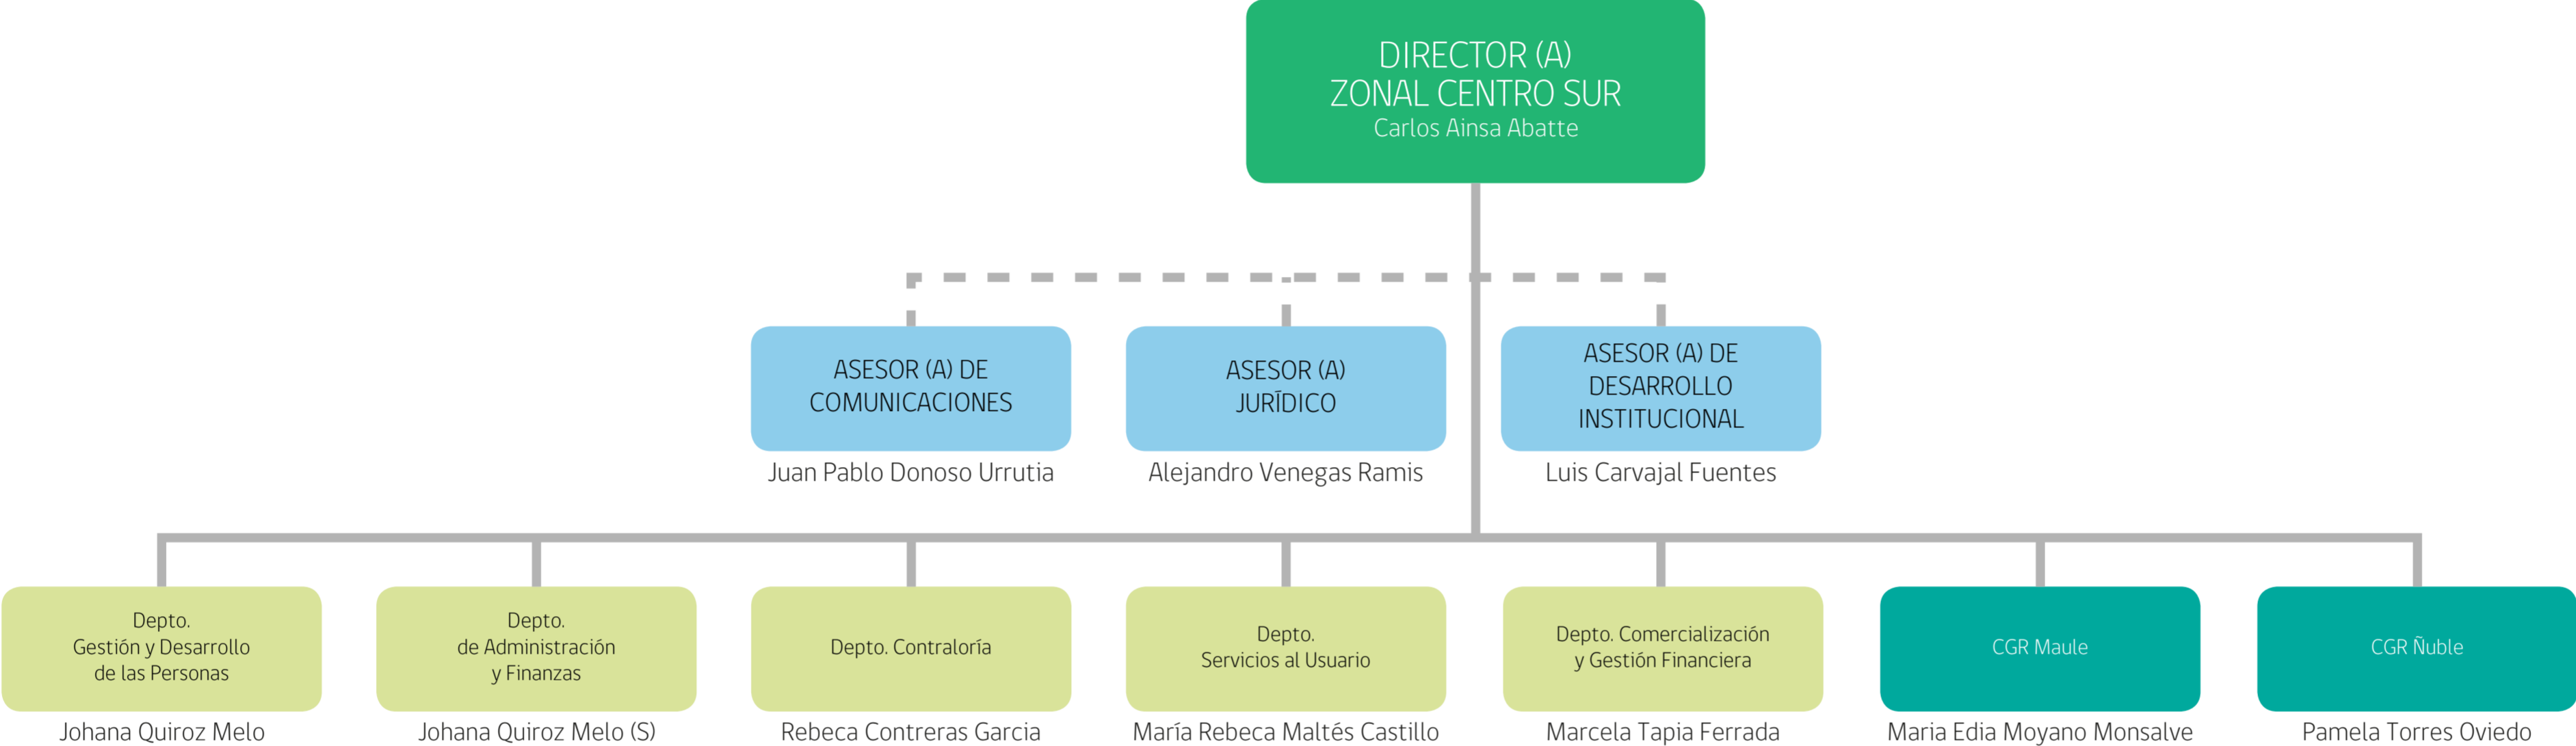 DIRECTOR (A)
ZONAL CENTRO SUR
Carlos Ainsa Abatte
ASESOR (A) DE
COMUNICACIONES
Juan Pablo Donoso Urrutia
ASESOR (A)
JURÍDICO
Alejandro Venegas Ramis
ASESOR (A) DE
DESARROLLO
INSTITUCIONAL
Luis Carvajal Fuentes
Depto.
Gestión y Desarrollo
de las Personas
Johana Quiroz Melo
Depto.
de Administración
y Finanzas
Johana Quiroz Melo (S)
Depto. Contraloría
Rebeca Contreras Garcia
Depto.
Servicios al Usuario
María Rebeca Maltés Castillo
Depto. Comercialización
y Gestión Financiera
Marcela Tapia Ferrada
CGR Maule
Maria Edia Moyano Monsalve
CGR Ñuble
Pamela Torres Oviedo